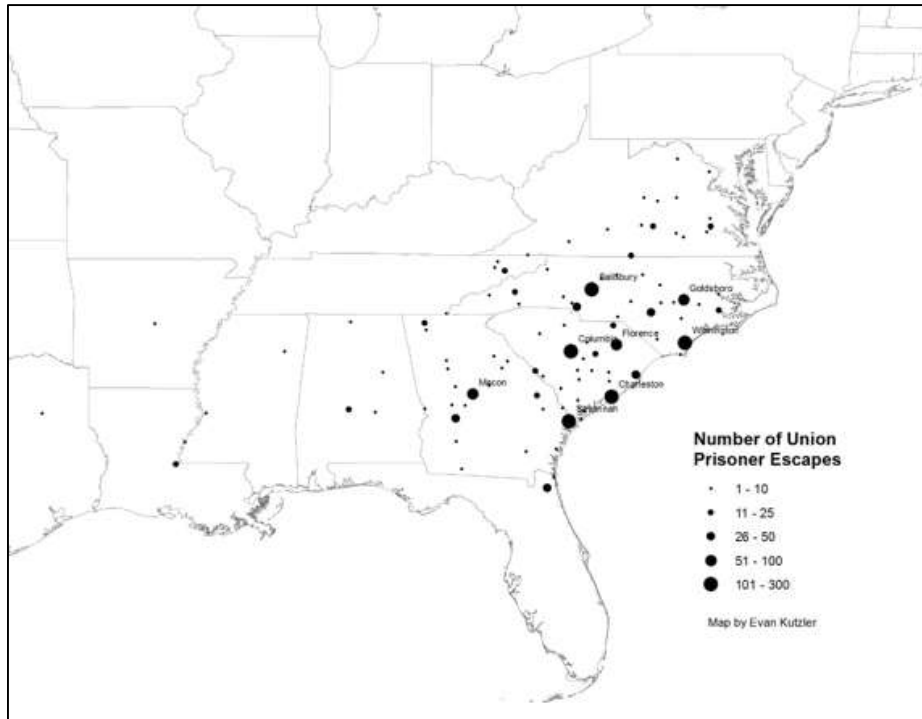 Salisbury
Goldsboro
Wilmington
Florence
Columbia
Macon
Charleston
Savannah
Number of Union
Prisoner Escapes
1 - 10
11 - 25
26 - 50
51 - 100
101 - 300
Map by Evan Kutzler